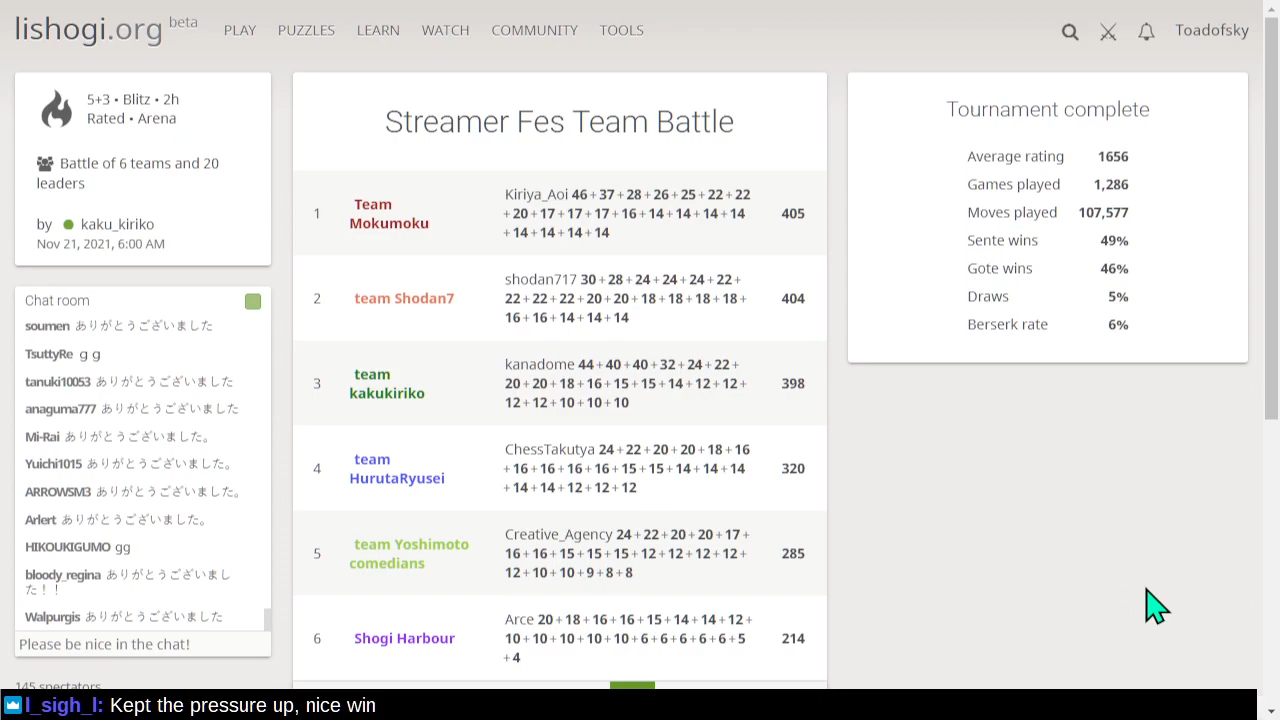 lishogi.org beta
PLAY PUZZLES LEARN WATCH COMMUNITY TOOLS
Toadofsky
5+3 • Blitz • 2h
Rated • Arena
Battle of 6 teams and 20
leaders
by kaku_kiriko
Nov 21, 2021, 6:00 AM
Chat room
soumen ありがとうございました
TsuttyRe ｇｇ
tanuki10053 ありがとうございました
anaguma777 ありがとうございました
Mi-Rai ありがとうございました。
Yuichi1015 ありがとうございました。
ARROWSM3 ありがとうございました。
Arlert ありがとうございました。
HIKOUKIGUMO gg
bloody_regina ありがとうございまし
た！！
Walpurgis ありがとうございました
Please be nice in the chat!
145 spectators
Streamer Fes Team Battle
1 Team Mokumoku
Kiriya_Aoi 46+37+28+26+25+22+22
+20+17+17+17+16+14+14+14+14
+14+14+14+14
405
2 team Shodan7
shodan717 30+28+24+24+24+22+
22+22+22+20+20+18+18+18+18+
16+16+14+14+14
404
3 team kakukiriko
kanadome 44+40+40+32+24+22+
20+20+18+16+15+15+14+12+12+
12+12+10+10+10
398
4 team HurutaRyusei
ChessTakutya 24+22+20+20+18+16
+16+16+16+16+15+15+14+14+14
+14+14+12+12+12
320
5 team Yoshimoto comedians
Creative_Agency 24+22+20+20+17+
16+16+15+15+15+12+12+12+12+
12+10+10+9+8+8
285
6 Shogi Harbour
Arce 20+18+16+16+15+14+14+12+
10+10+10+10+10+6+6+6+6+6+5
+4
214
Tournament complete
Average rating 1656
Games played 1,286
Moves played 107,577
Sente wins 49%
Gote wins 46%
Draws 5%
Berserk rate 6%
l_sigh_l: Kept the pressure up, nice win